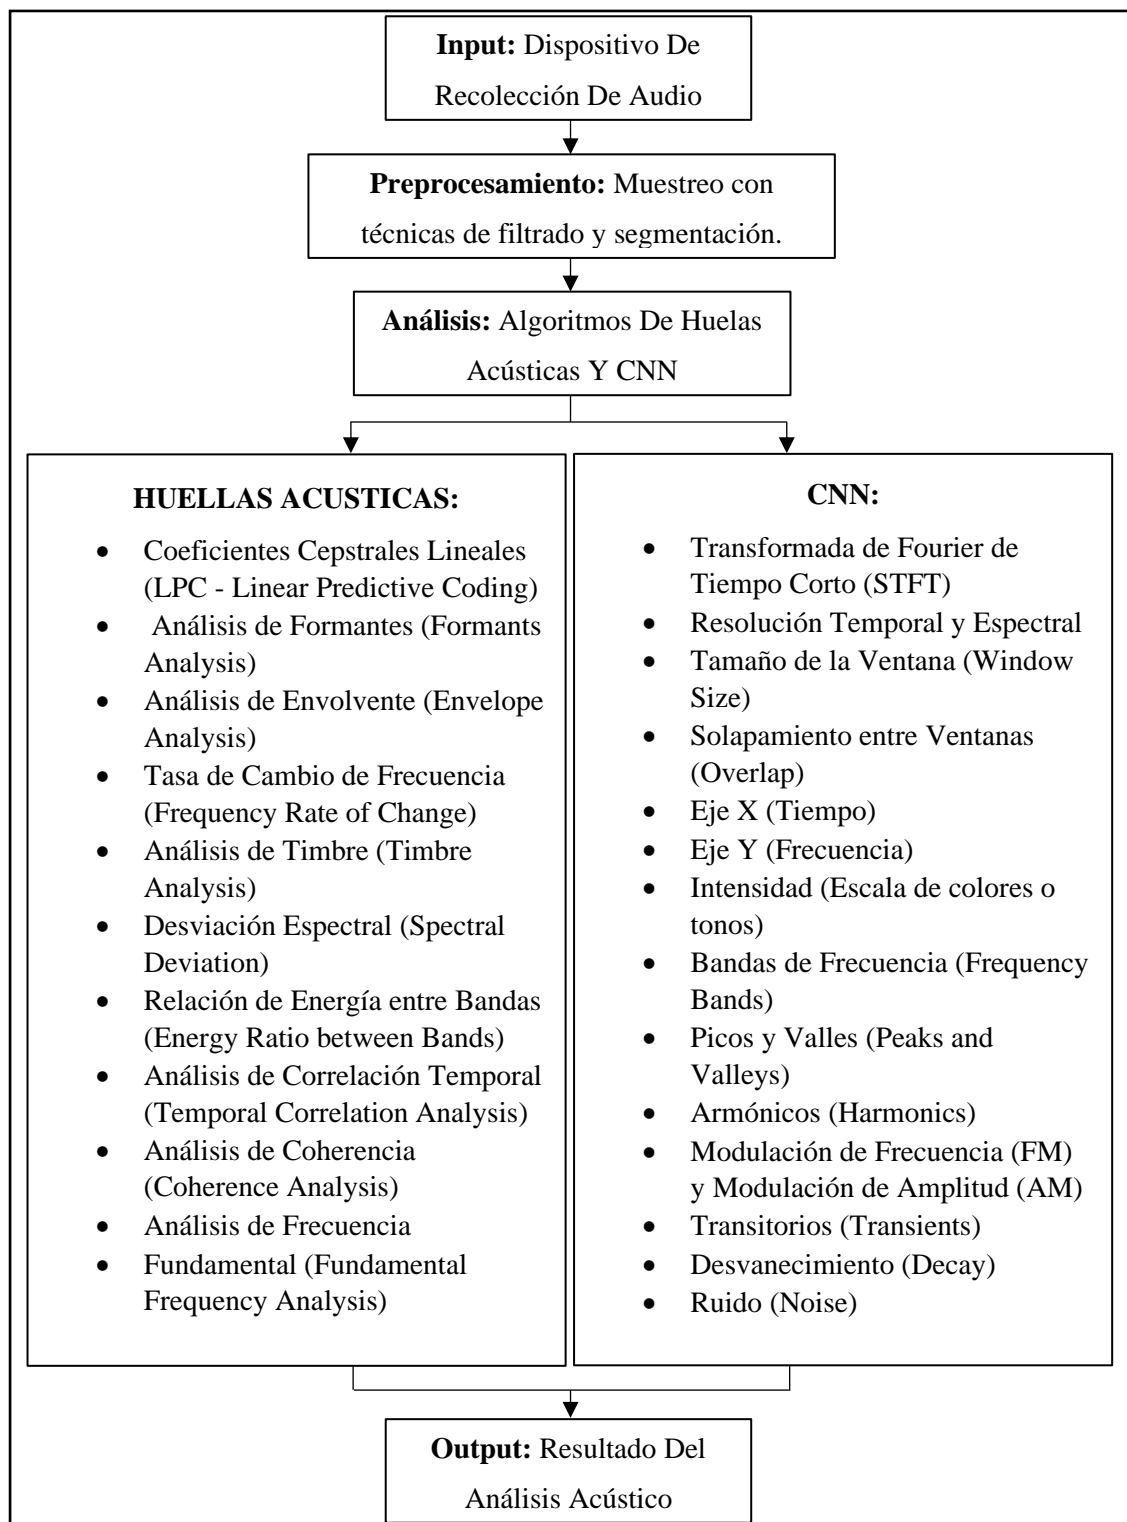 Input: Dispositivo De
Recolección De Audio
Preprocesamiento: Muestreo con
técnicas de filtrado y segmentación.
Análisis: Algoritmos De Huelas
Acústicas Y CNN
HUELLAS ACUSTICAS:
• Coeficientes Cepstrales Lineales
(LPC - Linear Predictive Coding)
• Análisis de Formantes (Formants
Analysis)
• Análisis de Envolvente (Envelope
Analysis)
• Tasa de Cambio de Frecuencia
(Frequency Rate of Change)
• Análisis de Timbre (Timbre
Analysis)
• Desviación Espectral (Spectral
Deviation)
• Relación de Energía entre Bandas
(Energy Ratio between Bands)
• Análisis de Correlación Temporal
(Temporal Correlation Analysis)
• Análisis de Coherencia
(Coherence Analysis)
• Análisis de Frecuencia
• Fundamental (Fundamental
Frequency Analysis)
CNN:
• Transformada de Fourier de
Tiempo Corto (STFT)
• Resolución Temporal y Espectral
• Tamaño de la Ventana (Window
Size)
• Solapamiento entre Ventanas
(Overlap)
• Eje X (Tiempo)
• Eje Y (Frecuencia)
• Intensidad (Escala de colores o
tonos)
• Bandas de Frecuencia (Frequency
Bands)
• Picos y Valles (Peaks and
Valleys)
• Armónicos (Harmonics)
• Modulación de Frecuencia (FM)
y Modulación de Amplitud (AM)
• Transitorios (Transients)
• Desvanecimiento (Decay)
• Ruido (Noise)
Output: Resultado Del
Análisis Acústico